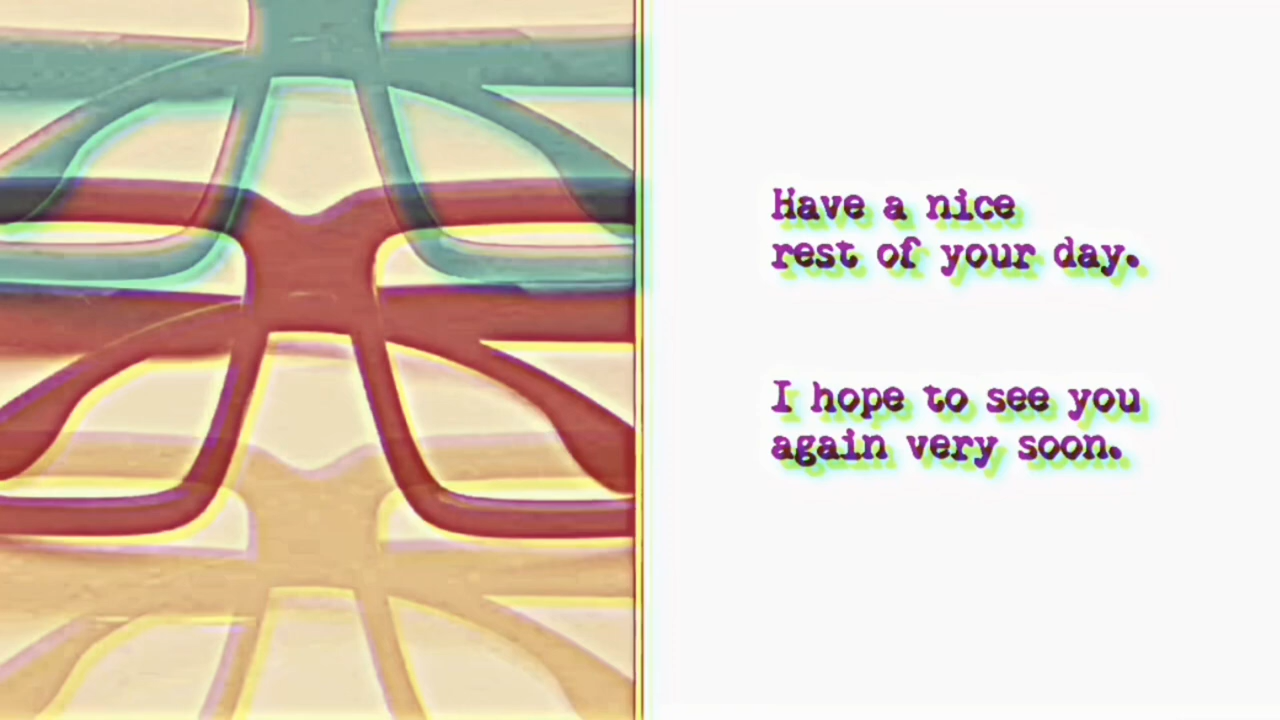 Have a nice
rest of your day.
I hope to see you
again very soon.